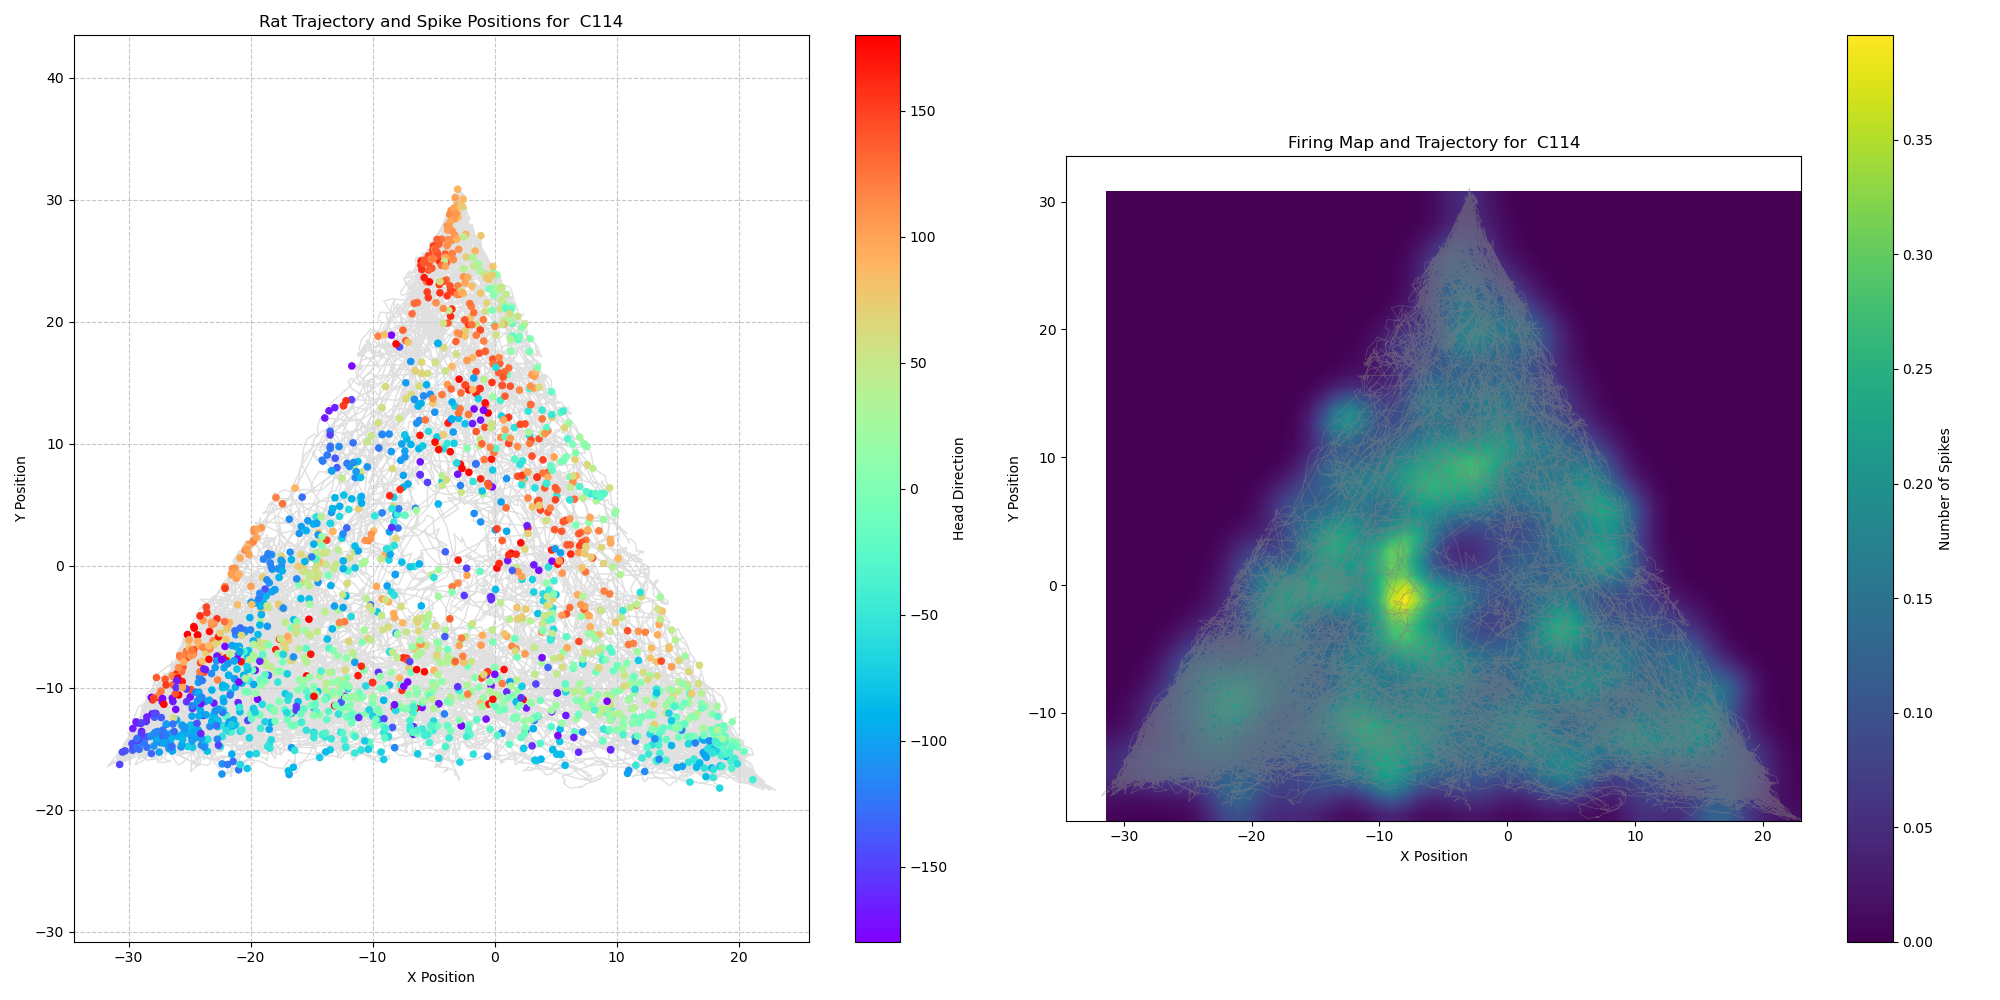 Rat Trajectory and Spike Positions for  C114
40
30
20
10
0
−10
−20
−30
Y Position
−30 −20 −10 0 10 20
X Position
150
100
50
0
−50
−100
−150
Head Direction
Firing Map and Trajectory for  C114
30
20
10
0
−10
Y Position
−30 −20 −10 0 10 20
X Position
0.35
0.30
0.25
0.20
0.15
0.10
0.05
0.00
Number of Spikes